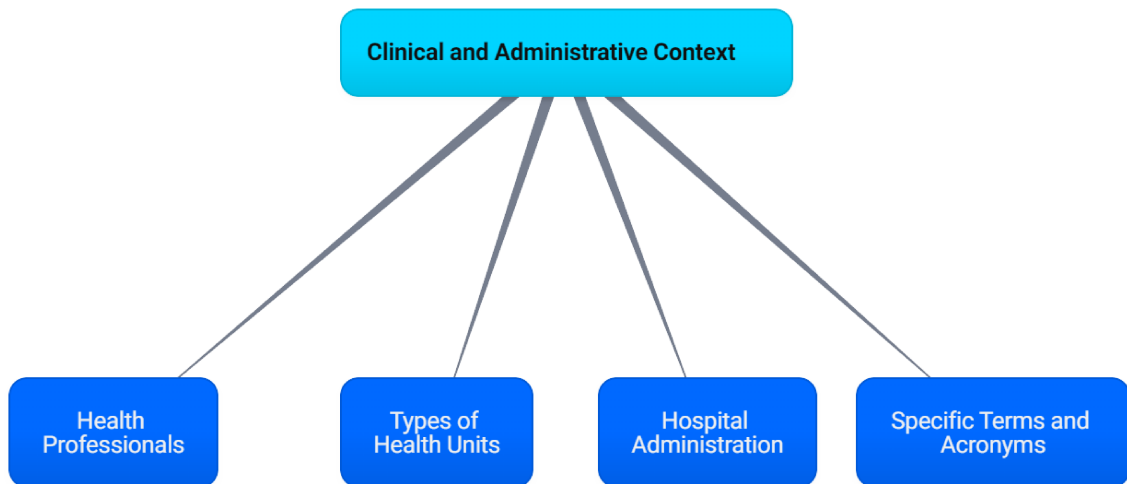 Clinical and Administrative Context
Health
Professionals
Types of
Health Units
Hospital
Administration
Specific Terms and
Acronyms